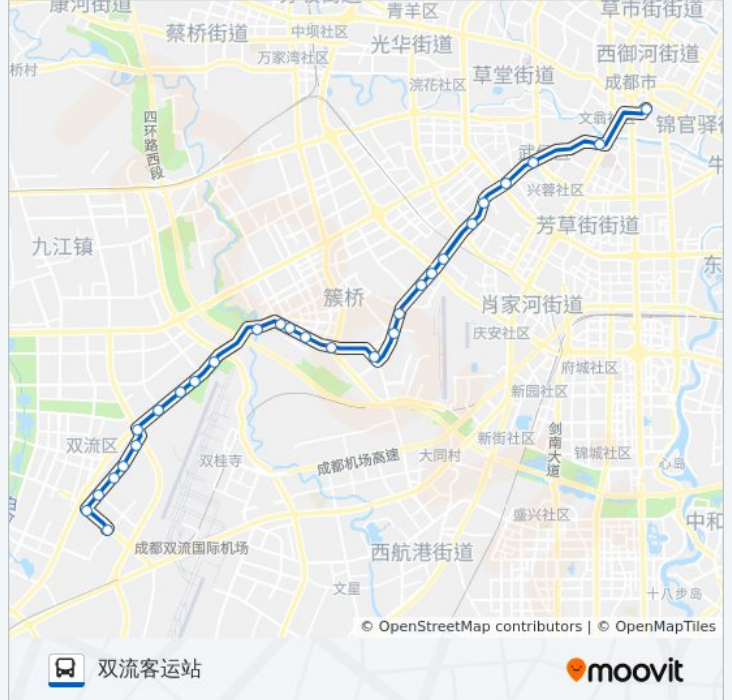 康河街道
青羊区
草市街街道
蔡桥街道
中坝社区
光华街道
西御河街道
万家湾社区
桥村
草堂街道
浣花社区
成都市
四环路西段
锦官驿街
兴蓉社区
九江镇
芳草街街道
东
簇桥
肖家河街道
庆安社区
府城社区
新园社区
双流区
新街社区
剑南大道
锦城社区
双桂寺
成都机场高速
大同村
心岛
盛兴社区
中和
成都双流国际机场
西航港街道
文星
十八步岛
© OpenStreetMap contributors | © OpenMapTiles
双流客运站
moovit